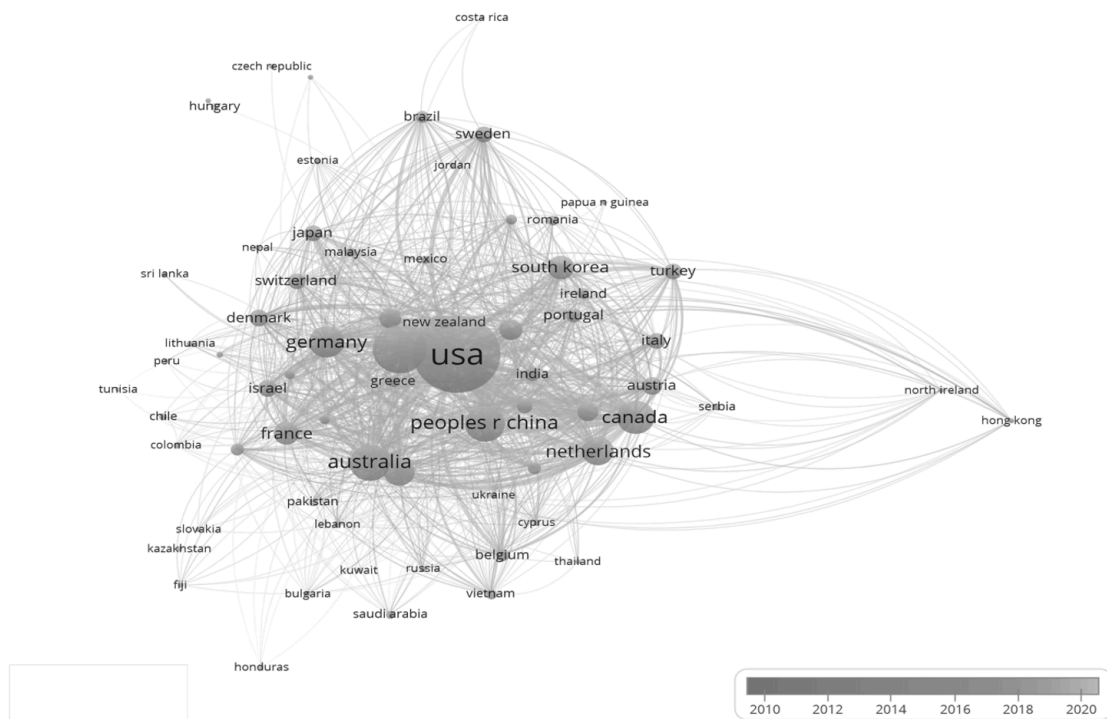 costa rica
czech republic
hungary
brazil
sweden
estonia
jordan
papua n guinea
romania
japan
nepal
malaysia
mexico
sri lanka
switzerland
south korea
turkey
ireland
denmark
new zealand
portugal
lithuania
germany
usa
italy
peru
tunisia
israel
greece
india
austria
north ireland
chile
serbia
colombia
france
peoples r china
canada
hong kong
australia
netherlands
pakistan
ukraine
slovakia
lebanon
cyprus
kazakhstan
belgium
thailand
fiji
kuwait
russia
bulgaria
vietnam
saudi arabia
honduras
2010 2012 2014 2016 2018 2020